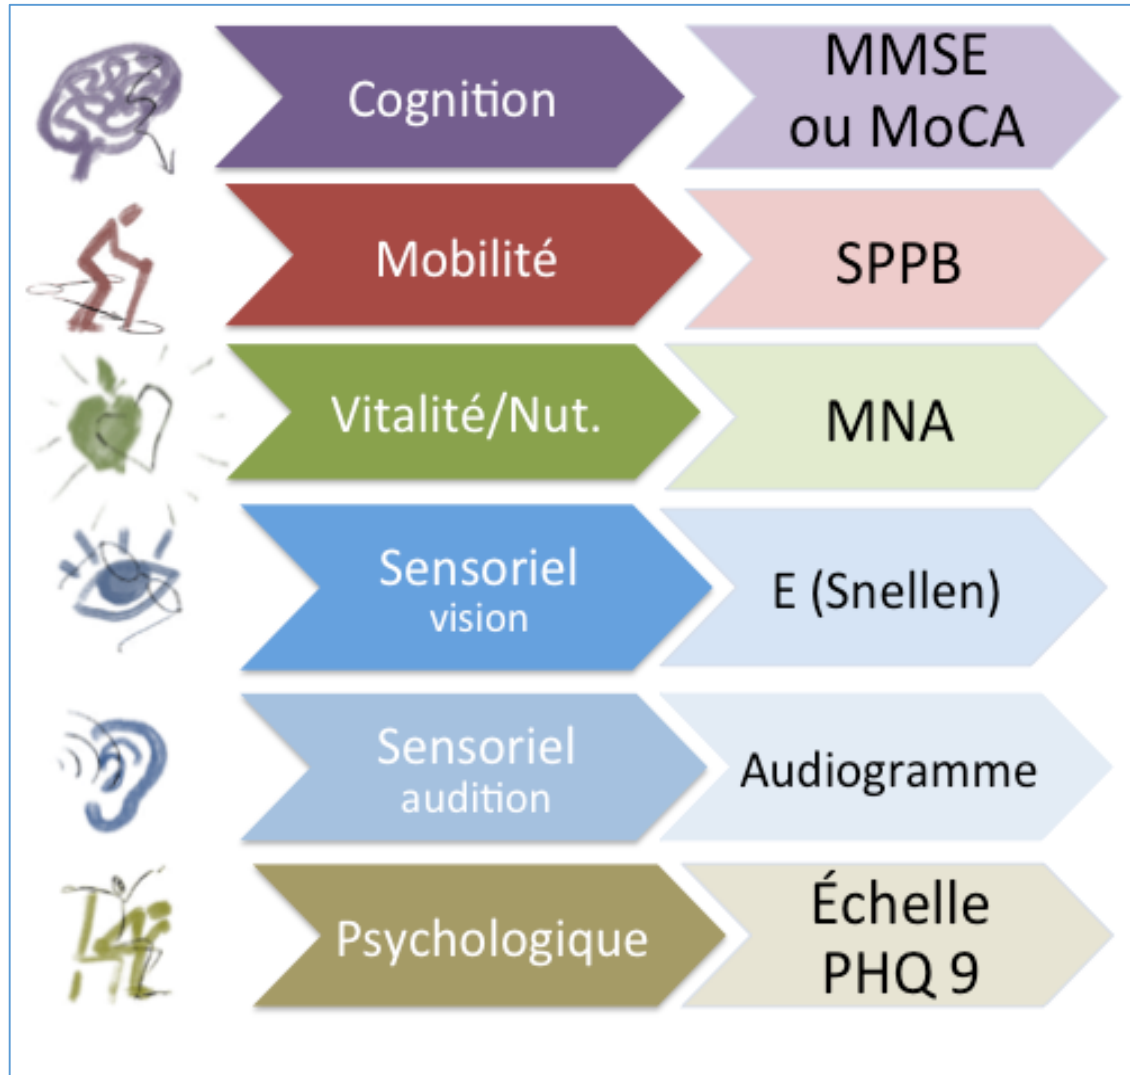 Cognition
MMSE
ou MoCA
Mobilité
SPPB
Vitalité/Nut.
MNA
Sensoriel
vision
E (Snellen)
Sensoriel
audition
Audiogramme
Psychologique
Échelle
PHQ 9